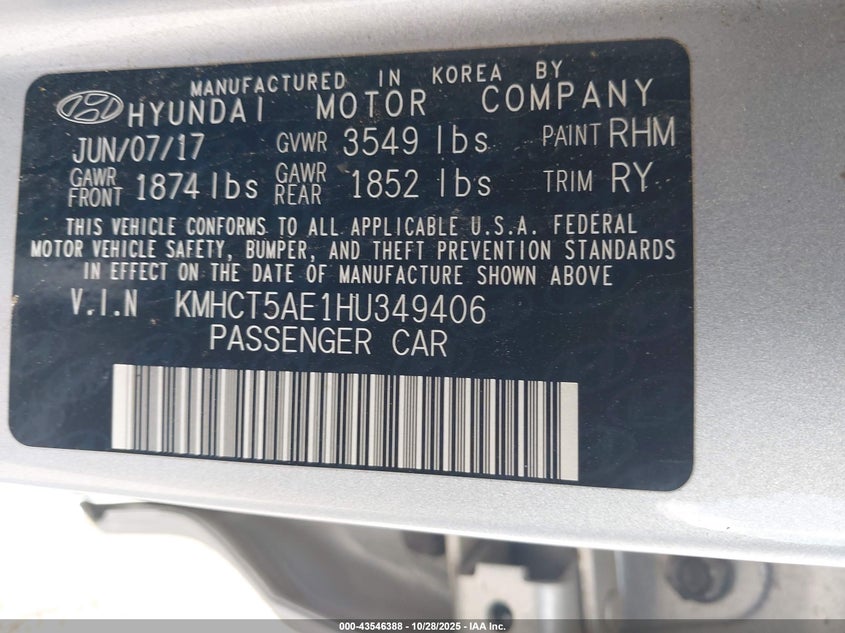 MANUFACTURED IN KOREA BY
HYUNDAI MOTOR COMPANY
JUN/07/17 GVWR 3549 lbs PAINT RHM
GAWR FRONT 1874 lbs GAWR REAR 1852 lbs TRIM RY
THIS VEHICLE CONFORMS TO ALL APPLICABLE U.S.A. FEDERAL
MOTOR VEHICLE SAFETY, BUMPER, AND THEFT PREVENTION STANDARDS
IN EFFECT ON THE DATE OF MANUFACTURE SHOWN ABOVE
V.I.N KMHCT5AE1HU349406
PASSENGER CAR
000-43546388 | 10/28/2025 | IAA Inc.